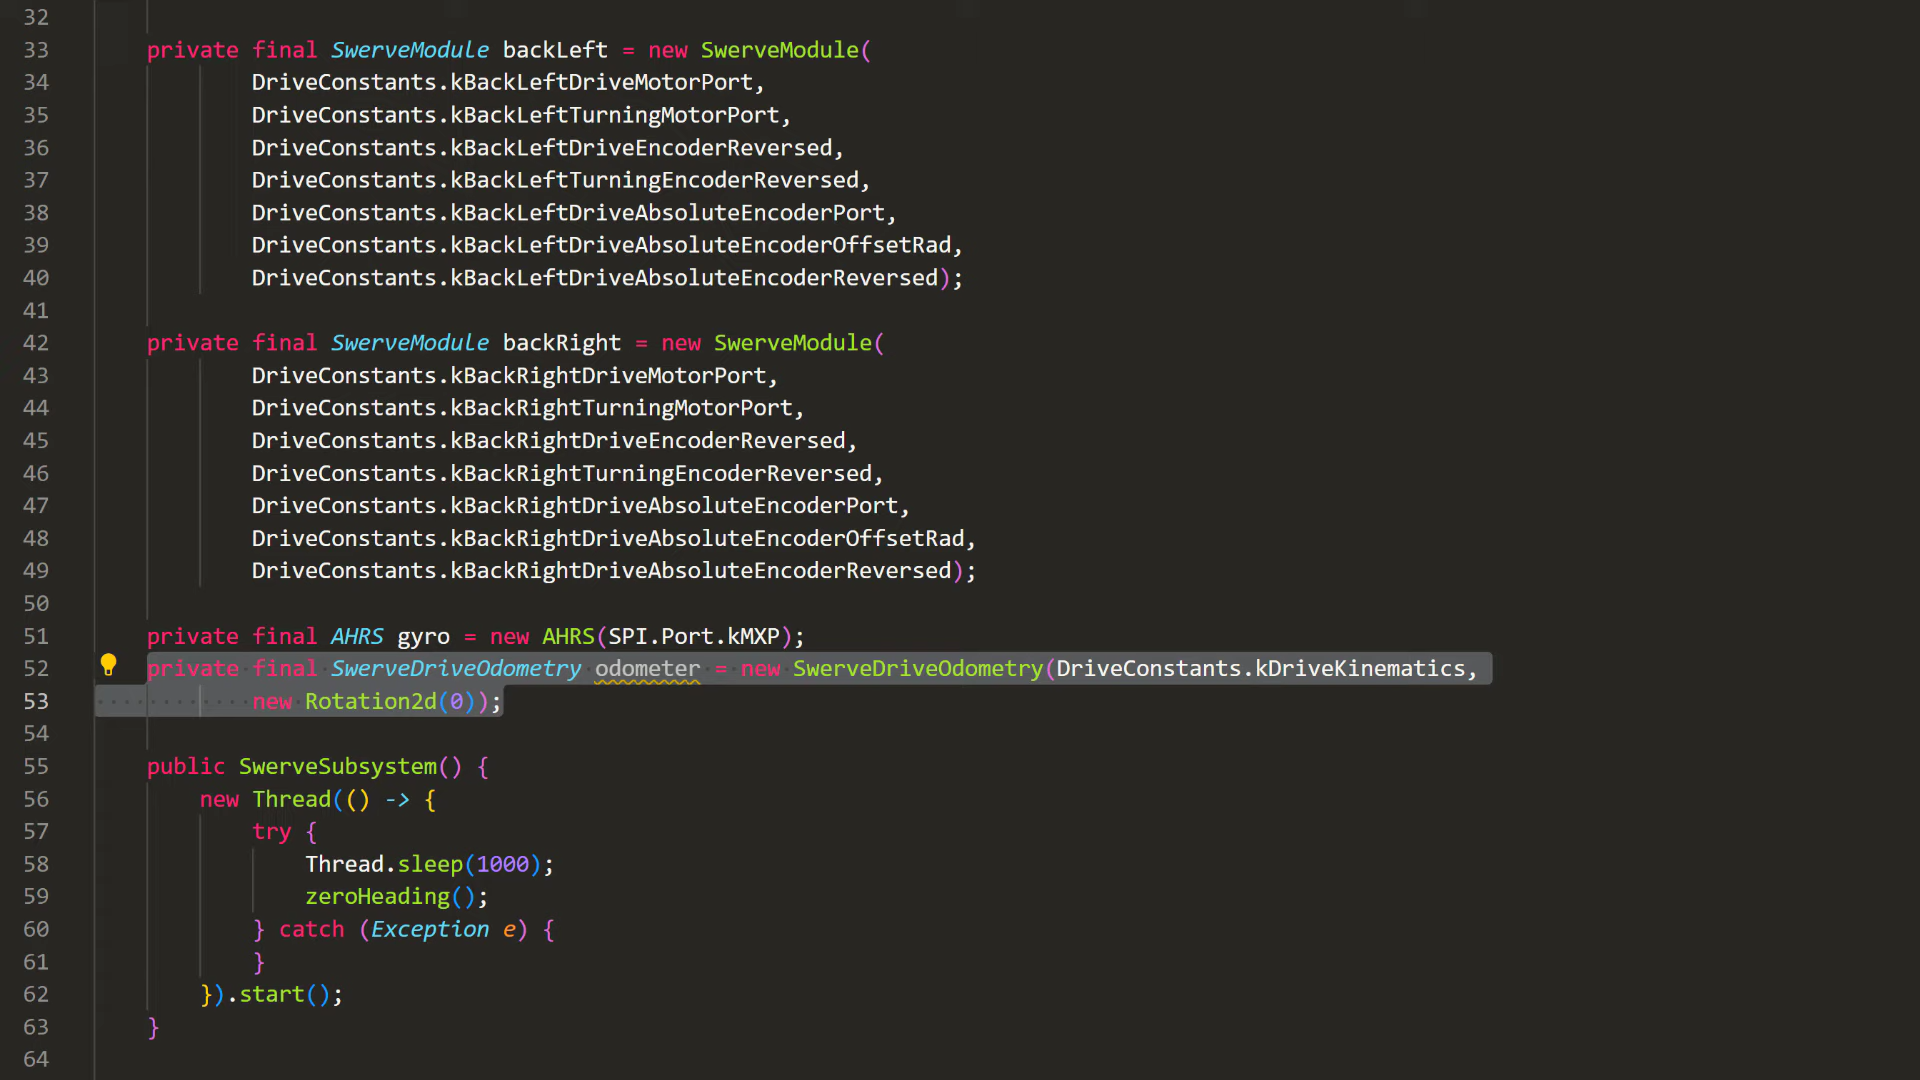 32
33 private final SwerveModule backLeft = new SwerveModule(
34 DriveConstants.kBackLeftDriveMotorPort,
35 DriveConstants.kBackLeftTurningMotorPort,
36 DriveConstants.kBackLeftDriveEncoderReversed,
37 DriveConstants.kBackLeftTurningEncoderReversed,
38 DriveConstants.kBackLeftDriveAbsoluteEncoderPort,
39 DriveConstants.kBackLeftDriveAbsoluteEncoderOffsetRad,
40 DriveConstants.kBackLeftDriveAbsoluteEncoderReversed);
41
42 private final SwerveModule backRight = new SwerveModule(
43 DriveConstants.kBackRightDriveMotorPort,
44 DriveConstants.kBackRightTurningMotorPort,
45 DriveConstants.kBackRightDriveEncoderReversed,
46 DriveConstants.kBackRightTurningEncoderReversed,
47 DriveConstants.kBackRightDriveAbsoluteEncoderPort,
48 DriveConstants.kBackRightDriveAbsoluteEncoderOffsetRad,
49 DriveConstants.kBackRightDriveAbsoluteEncoderReversed);
50
51 private final AHRS gyro = new AHRS(SPI.Port.kMXP);
52 private final SwerveDriveOdometry odometer = new SwerveDriveOdometry(DriveConstants.kDriveKinematics,
53 new Rotation2d(0));
54
55 public SwerveSubsystem() {
56 new Thread(() -> {
57 try {
58 Thread.sleep(1000);
59 zeroHeading();
60 } catch (Exception e) {
61 }
62 }).start();
63 }
64